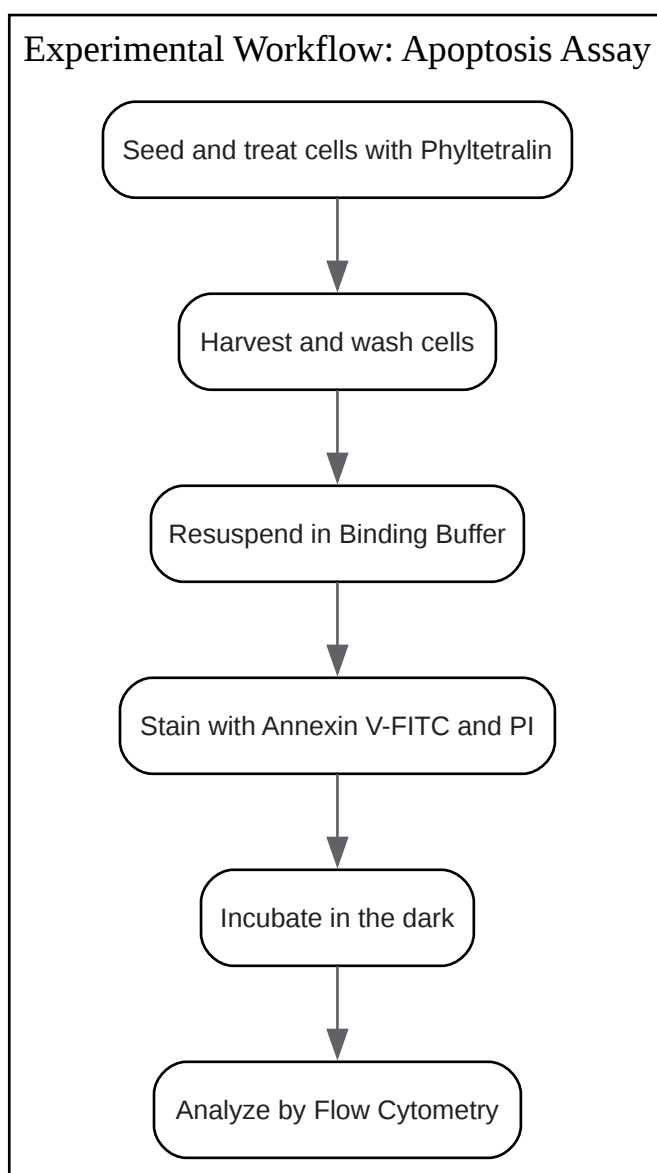 Experimental Workflow: Apoptosis Assay
Seed and treat cells with Phyltetralin
Harvest and wash cells
Resuspend in Binding Buffer
Stain with Annexin V-FITC and PI
Incubate in the dark
Analyze by Flow Cytometry